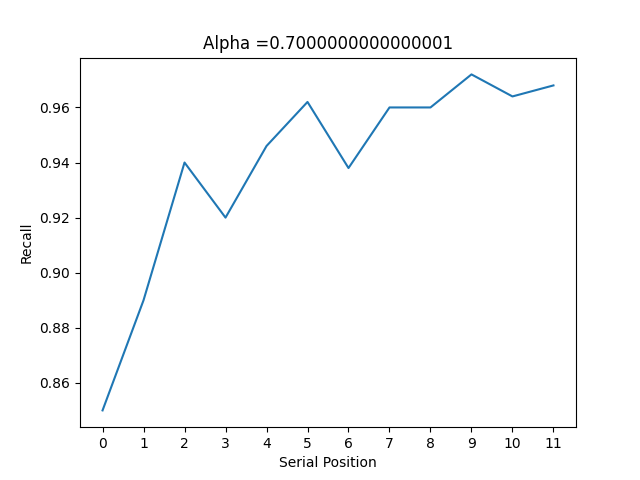 Alpha =0.7000000000000001
Recall
0.96
0.94
0.92
0.90
0.88
0.86
0 1 2 3 4 5 6 7 8 9 10 11
Serial Position